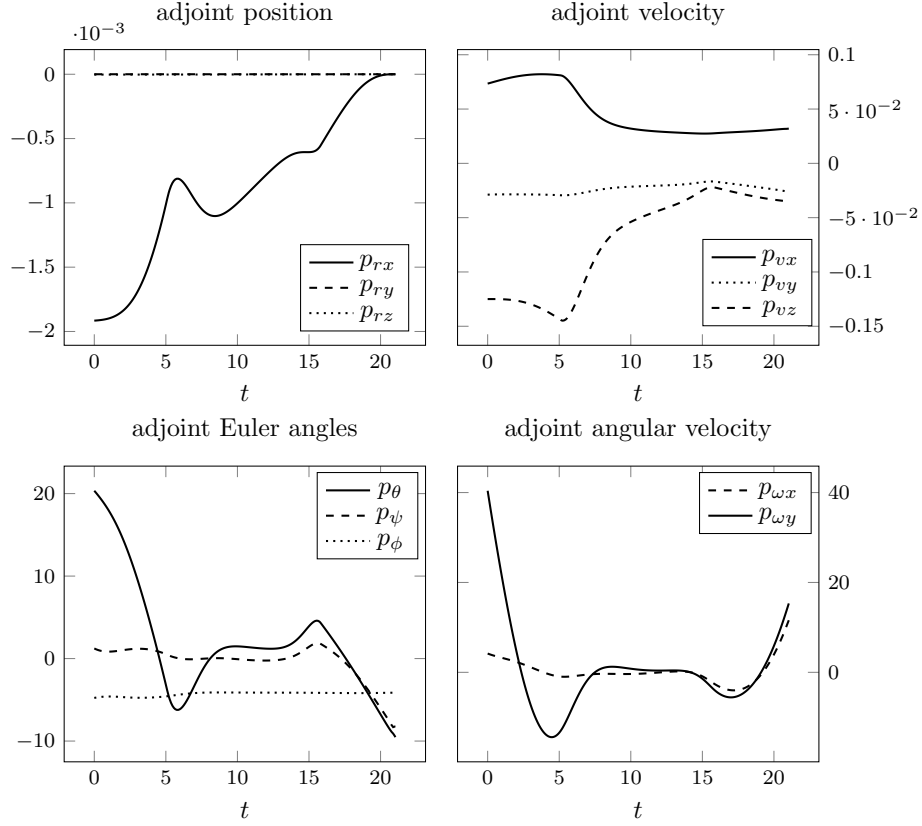 adjoint position
·10−3
0
−0.5
−1
−1.5
−2
0 5 10 15 20
t
p_rx
p_ry
p_rz
adjoint velocity
0.1
5 · 10−2
0
−5 · 10−2
−0.1
−0.15
0 5 10 15 20
t
p_vx
p_vy
p_vz
adjoint Euler angles
20
10
0
−10
0 5 10 15 20
t
p_θ
p_ψ
p_ϕ
adjoint angular velocity
40
20
0
0 5 10 15 20
t
p_ωx
p_ωy